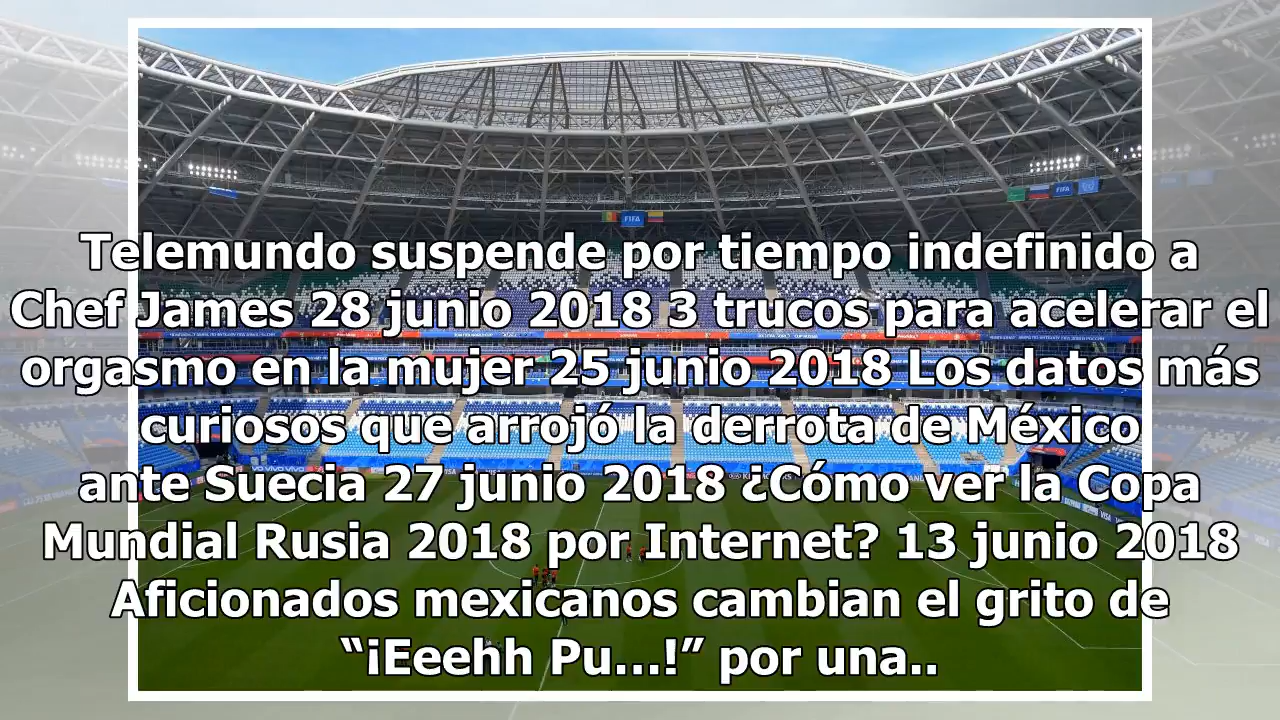 FIFA
FIFA
Telemundo suspende por tiempo indefinido a
Chef James 28 junio 2018 3 trucos para acelerar el
orgasmo en la mujer 25 junio 2018 Los datos más
curiosos que arrojó la derrota de México
ante Suecia 27 junio 2018 ¿Cómo ver la Copa
Mundial Rusia 2018 por Internet? 13 junio 2018
Aficionados mexicanos cambian el grito de
“¡Eeehh Pu...!” por una..